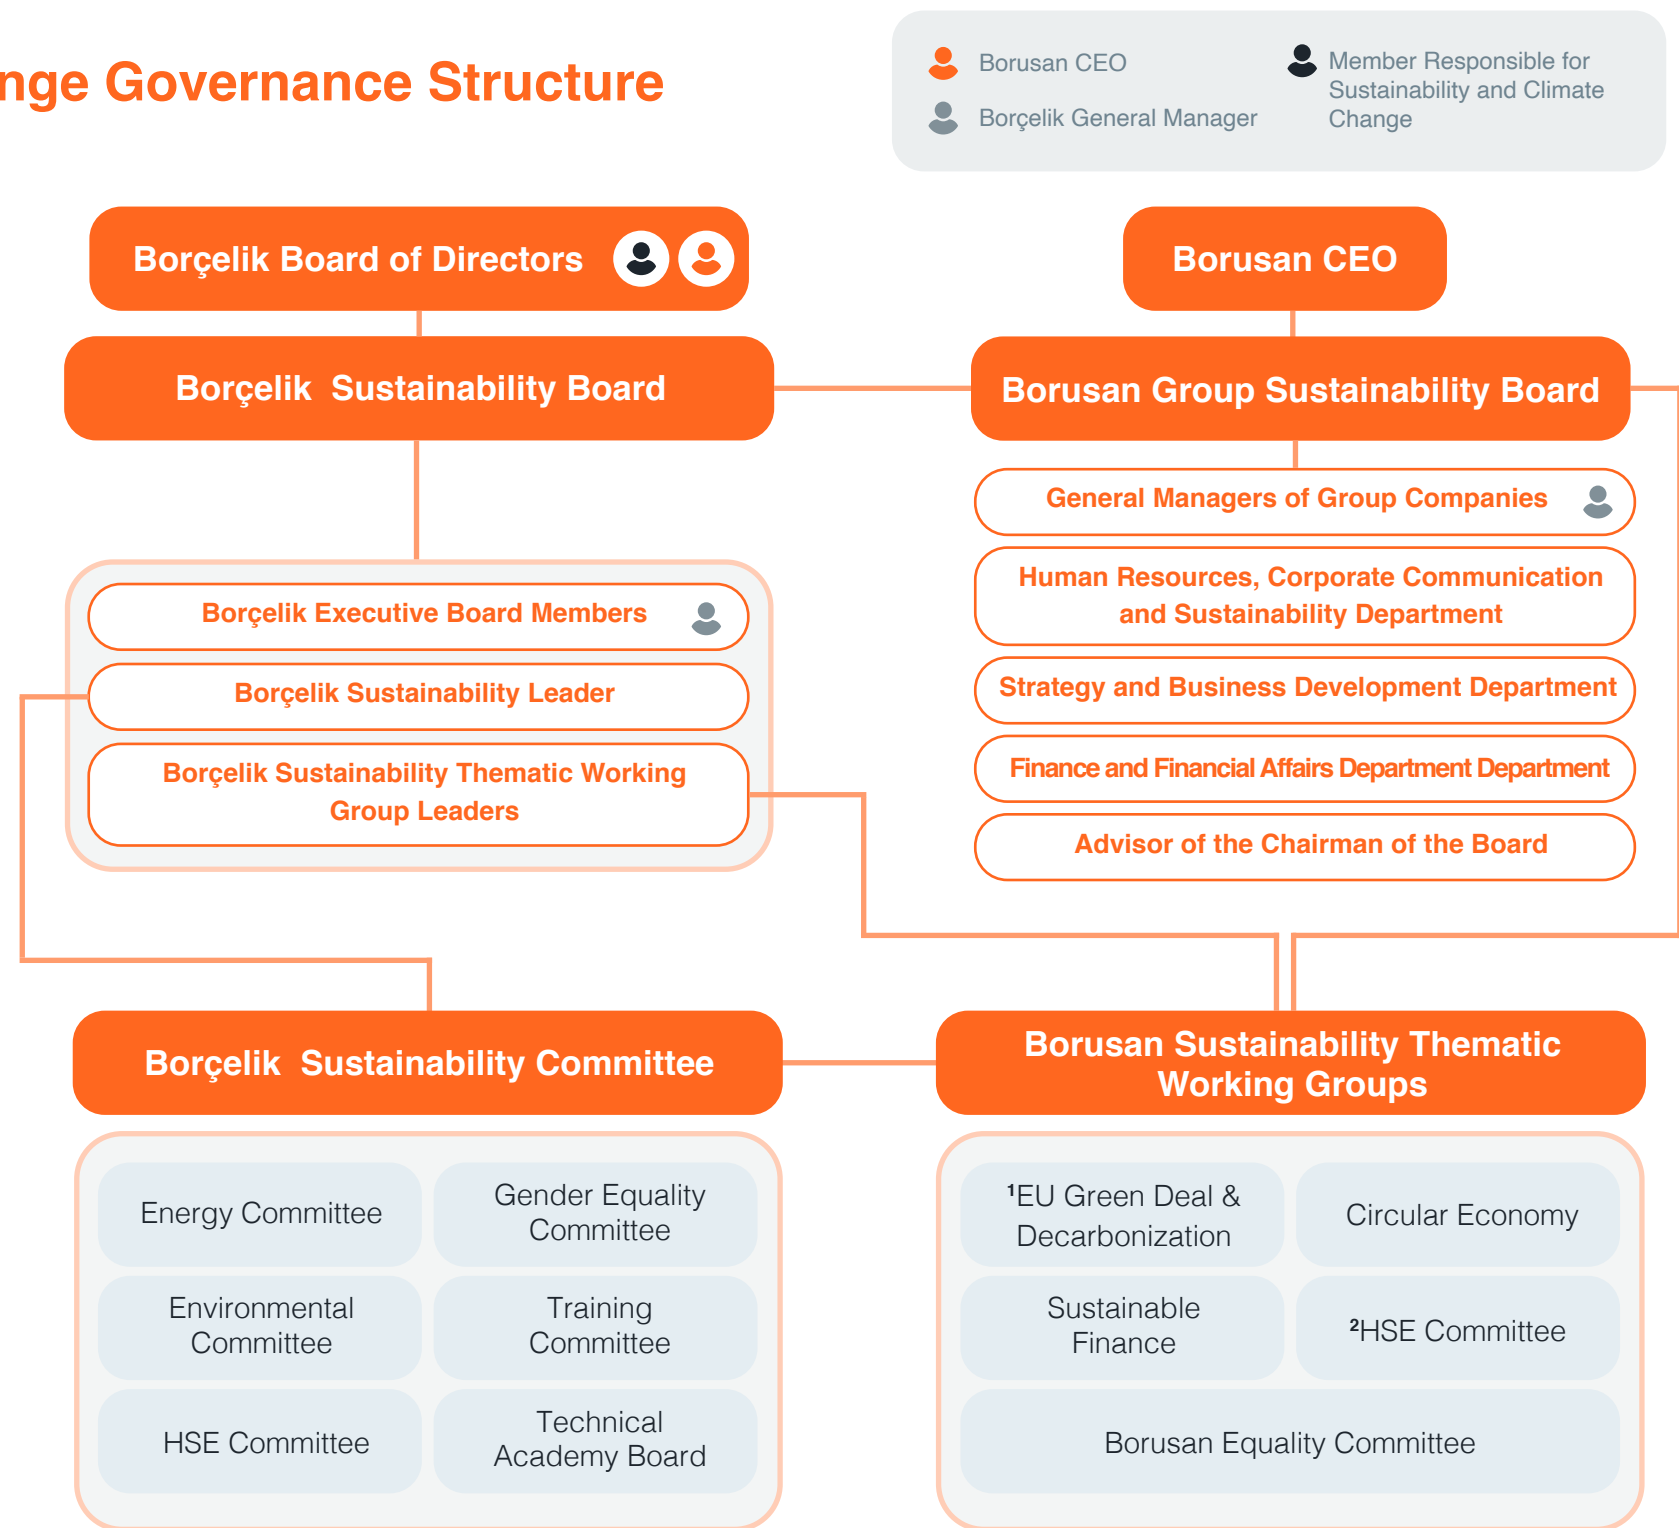 nge Governance Structure
Borusan CEO
Borçelik General Manager
Member Responsible for
Sustainability and Climate
Change
Borçelik Board of Directors
Borusan CEO
Borçelik Sustainability Board
Borusan Group Sustainability Board
General Managers of Group Companies
Human Resources, Corporate Communication
and Sustainability Department
Strategy and Business Development Department
Finance and Financial Affairs Department Department
Advisor of the Chairman of the Board
Borçelik Executive Board Members
Borçelik Sustainability Leader
Borçelik Sustainability Thematic Working
Group Leaders
Borçelik Sustainability Committee
Borusan Sustainability Thematic
Working Groups
Energy Committee
Gender Equality
Committee
Environmental
Committee
Training
Committee
HSE Committee
Technical
Academy Board
¹EU Green Deal &
Decarbonization
Circular Economy
Sustainable
Finance
²HSE Committee
Borusan Equality Committee